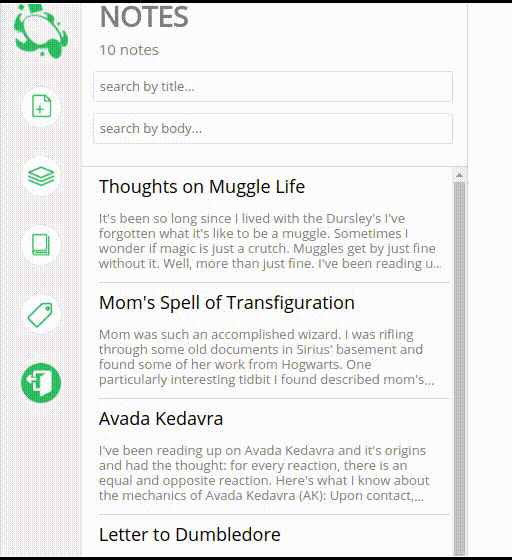 NOTES
10 notes
search by title...
search by body...
Thoughts on Muggle Life
It's been so long since I lived with the Dursley's I've
forgotten what it's like to be a muggle. Sometimes I
wonder if magic is just a crutch. Muggles get by just fine
without it. Well, more than just fine. I've been reading u...
Mom's Spell of Transfiguration
Mom was such an accomplished wizard. I was rifling
through some old documents in Sirius' basement and
found some of her work from Hogwarts. One
particularly interesting tidbit I found described mom's...
Avada Kedavra
I've been reading up on Avada Kedavra and it's origins
and had the thought: for every reaction, there is an
equal and opposite reaction. Here's what I know about
the mechanics of Avada Kedavra (AK): Upon contact,...
Letter to Dumbledore